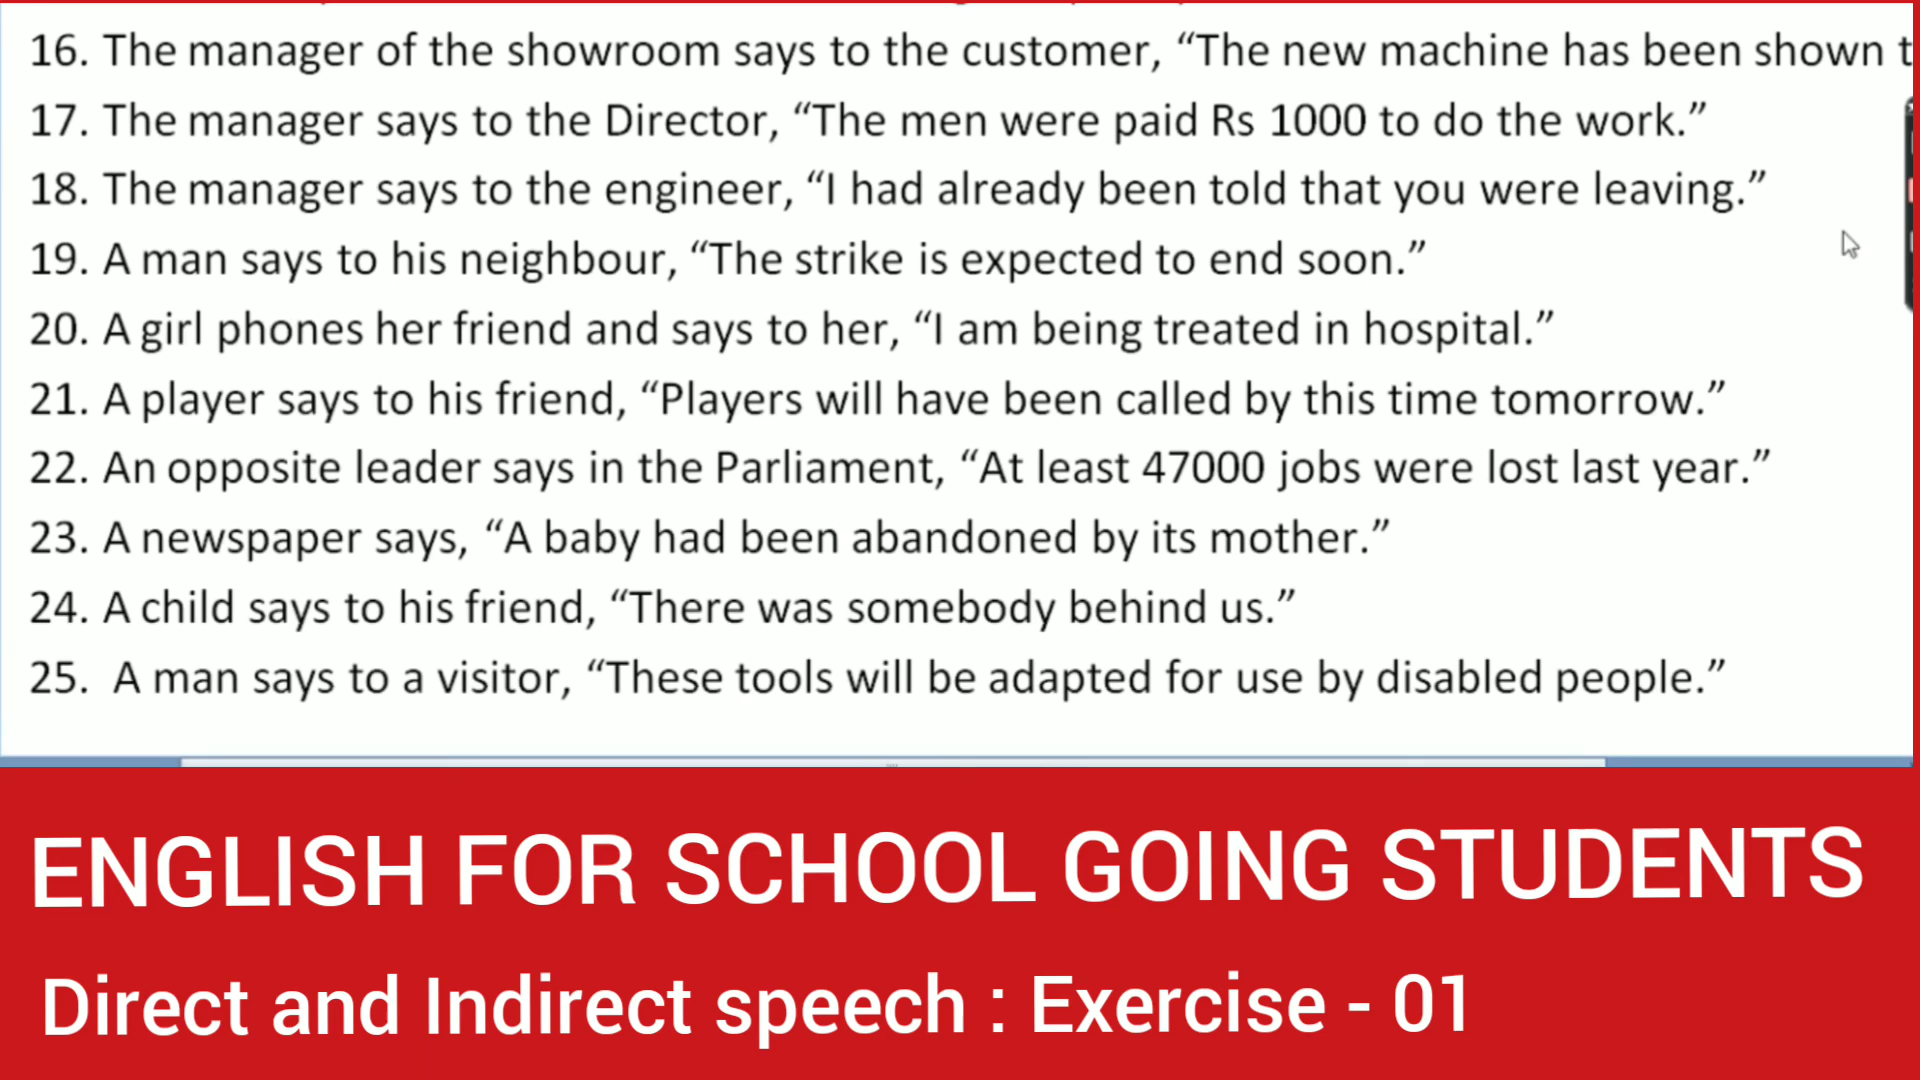 16. The manager of the showroom says to the customer, “The new machine has been shown t
17. The manager says to the Director, “The men were paid Rs 1000 to do the work.”
18. The manager says to the engineer, “I had already been told that you were leaving.”
19. A man says to his neighbour, “The strike is expected to end soon.”
20. A girl phones her friend and says to her, “I am being treated in hospital.”
21. A player says to his friend, “Players will have been called by this time tomorrow.”
22. An opposite leader says in the Parliament, “At least 47000 jobs were lost last year.”
23. A newspaper says, “A baby had been abandoned by its mother.”
24. A child says to his friend, “There was somebody behind us.”
25. A man says to a visitor, “These tools will be adapted for use by disabled people.”
ENGLISH FOR SCHOOL GOING STUDENTS
Direct and Indirect speech : Exercise - 01